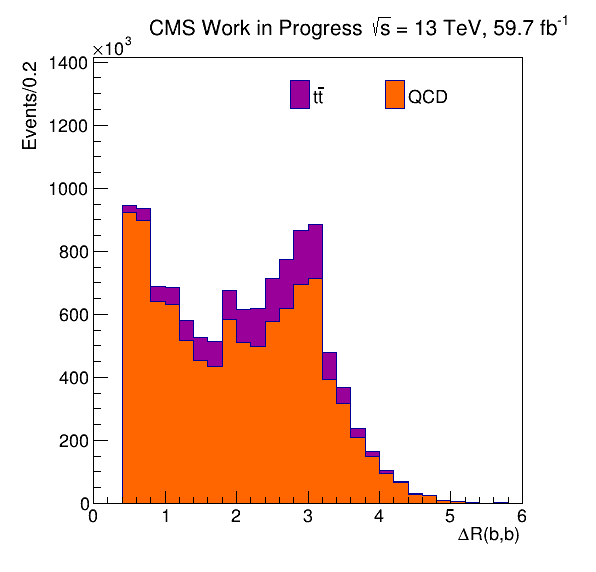 CMS Work in Progress √s = 13 TeV, 59.7 fb⁻¹
×10³
Events/0.2
1400
1200
1000
800
600
400
200
0
tt̄
QCD
0 1 2 3 4 5 6
ΔR(b,b)